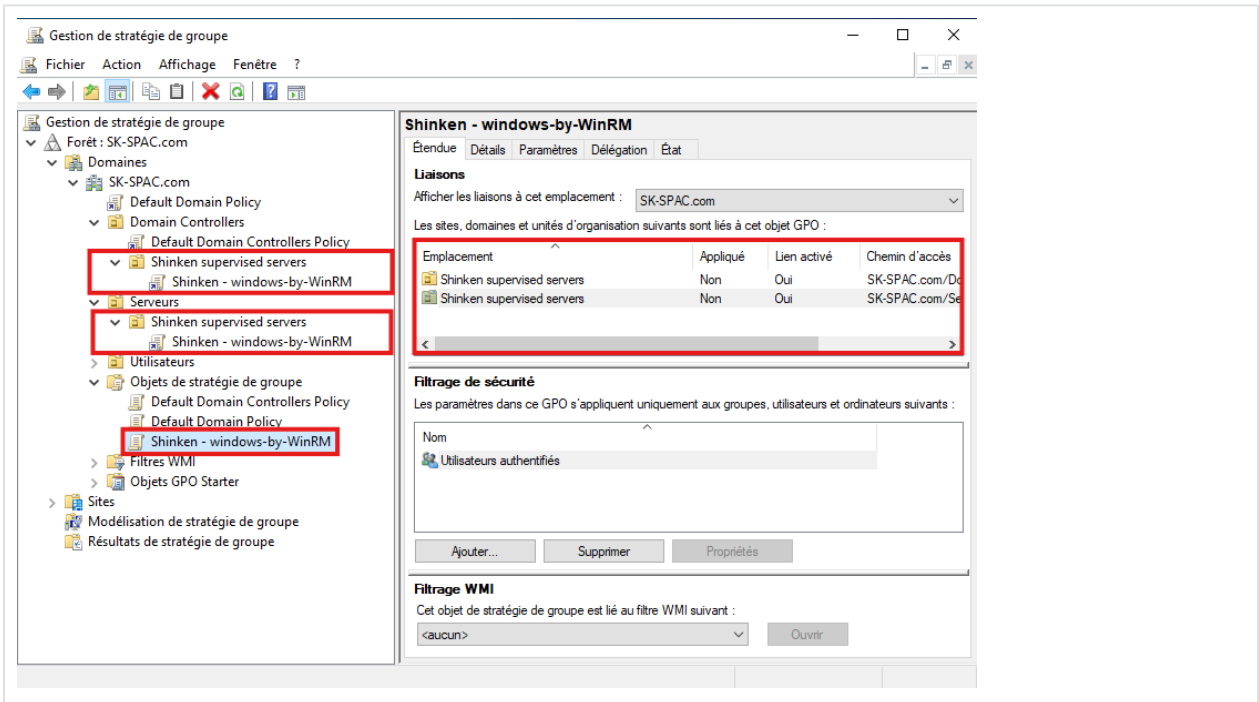 Gestion de stratégie de groupe
Fichier Action Affichage Fenêtre ?
Gestion de stratégie de groupe
Forêt : SK-SPAC.com
Domaines
SK-SPAC.com
Default Domain Policy
Domain Controllers
Default Domain Controllers Policy
Shinken supervised servers
Shinken - windows-by-WinRM
Serveurs
Shinken supervised servers
Shinken - windows-by-WinRM
Utilisateurs
Objets de stratégie de groupe
Default Domain Controllers Policy
Default Domain Policy
Shinken - windows-by-WinRM
Filtres WMI
Objets GPO Starter
Sites
Modélisation de stratégie de groupe
Résultats de stratégie de groupe
Shinken - windows-by-WinRM
Étendue Détails Paramètres Délégation État
Liaisons
Afficher les liaisons à cet emplacement : SK-SPAC.com
Les sites, domaines et unités d'organisation suivants sont liés à cet objet GPO :
Emplacement Appliqué Lien activé Chemin d'accès
Shinken supervised servers Non Oui SK-SPAC.com/Do
Shinken supervised servers Non Oui SK-SPAC.com/Se
Filtrage de sécurité
Les paramètres dans ce GPO s'appliquent uniquement aux groupes, utilisateurs et ordinateurs suivants :
Nom
Utilisateurs authentifiés
Ajouter... Supprimer Propriétés
Filtrage WMI
Cet objet de stratégie de groupe est lié au filtre WMI suivant :
<aucun> Ouvrir